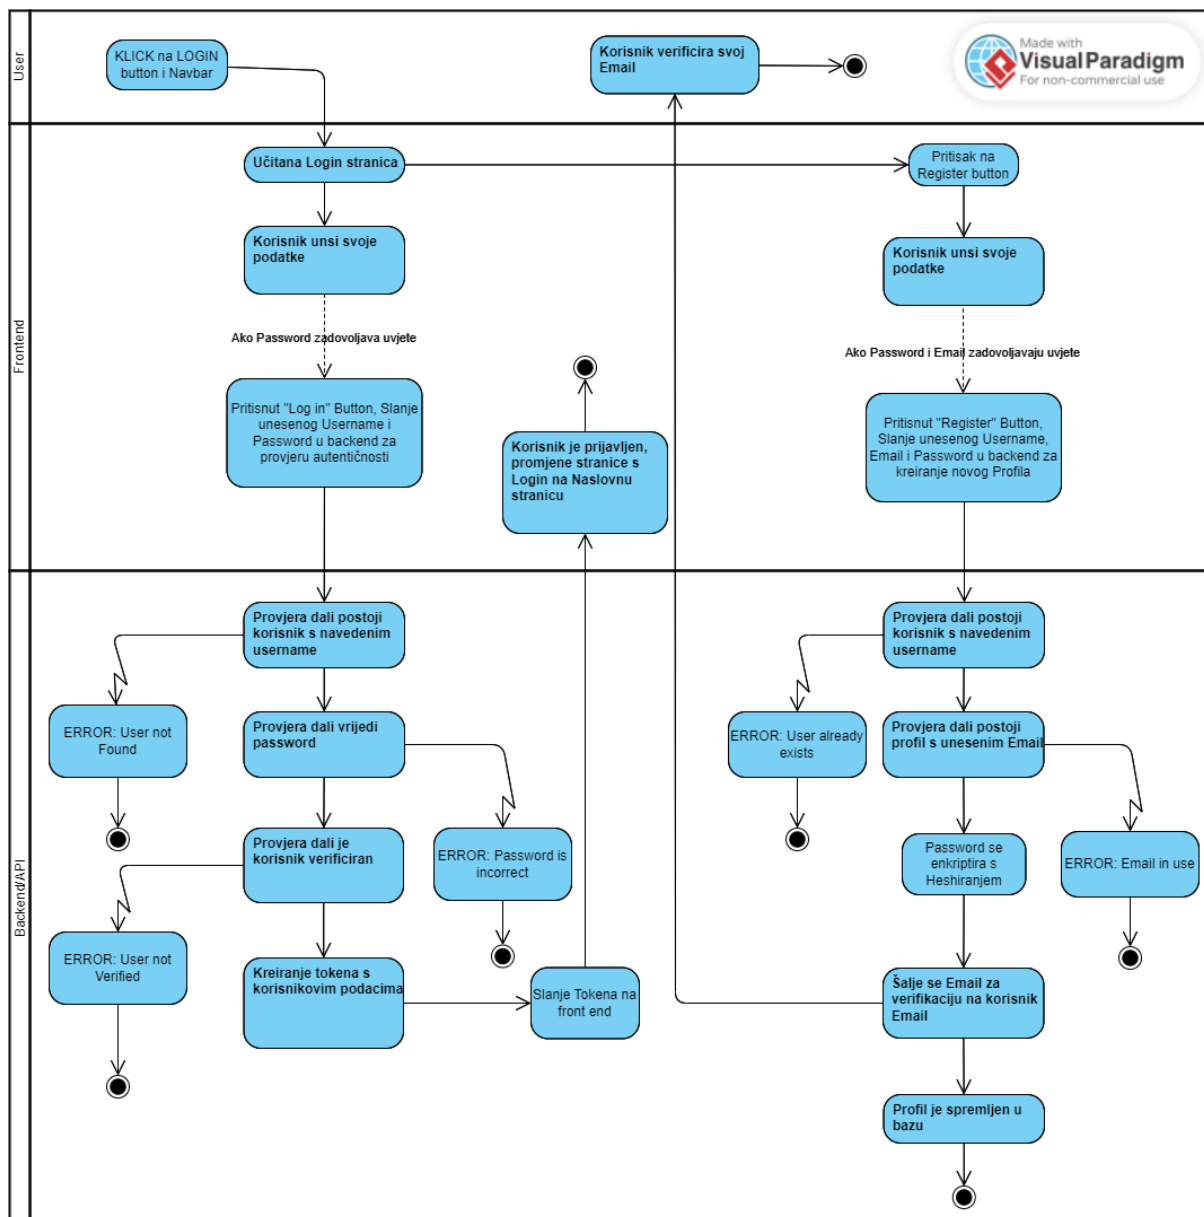 User
KLICK na LOGIN
button i Navbar
Korisnik verificira svoj
Email
Made with
Visual Paradigm
For non-commercial use
Frontend
Učitana Login stranica
Pritisak na
Register button
Korisnik unsi svoje
podatke
Korisnik unsi svoje
podatke
Ako Password zadovoljava uvjete
Ako Password i Email zadovoljavaju uvjete
Pritisnut "Log in" Button, Slanje
unesenog Username i
Password u backend za
provjeru autentičnosti
Pritisnut "Register" Button,
Slanje unesenog Username,
Email i Password u backend za
kreiranje novog Profila
Korisnik je prijavljen,
promjene stranice s
Login na Naslovnu
stranicu
Backend/API
Provjera dali postoji
korisnik s navedenim
username
Provjera dali postoji
korisnik s navedenim
username
ERROR: User not
Found
Provjera dali vrijedi
password
ERROR: User already
exists
Provjera dali postoji
profil s unesenim Email
Provjera dali je
korisnik verificiran
ERROR: Password is
incorrect
Password se
enkriptira s
Heshiranjem
ERROR: Email in use
ERROR: User not
Verified
Kreiranje tokena s
korisnikovim podacima
Slanje Tokena na
front end
Šalje se Email za
verifikaciju na korisnik
Email
Profil je spremljen u
bazu